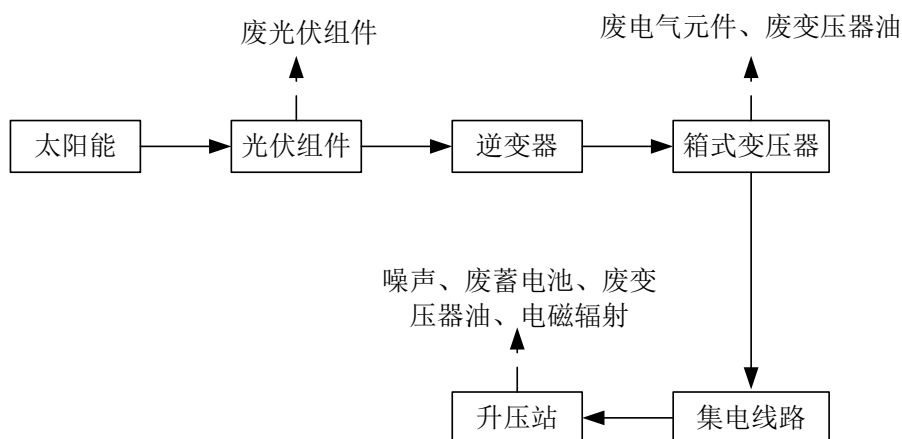 废光伏组件
废电气元件、废变压器油
太阳能
光伏组件
逆变器
箱式变压器
噪声、废蓄电池、废变
压器油、电磁辐射
升压站
集电线路